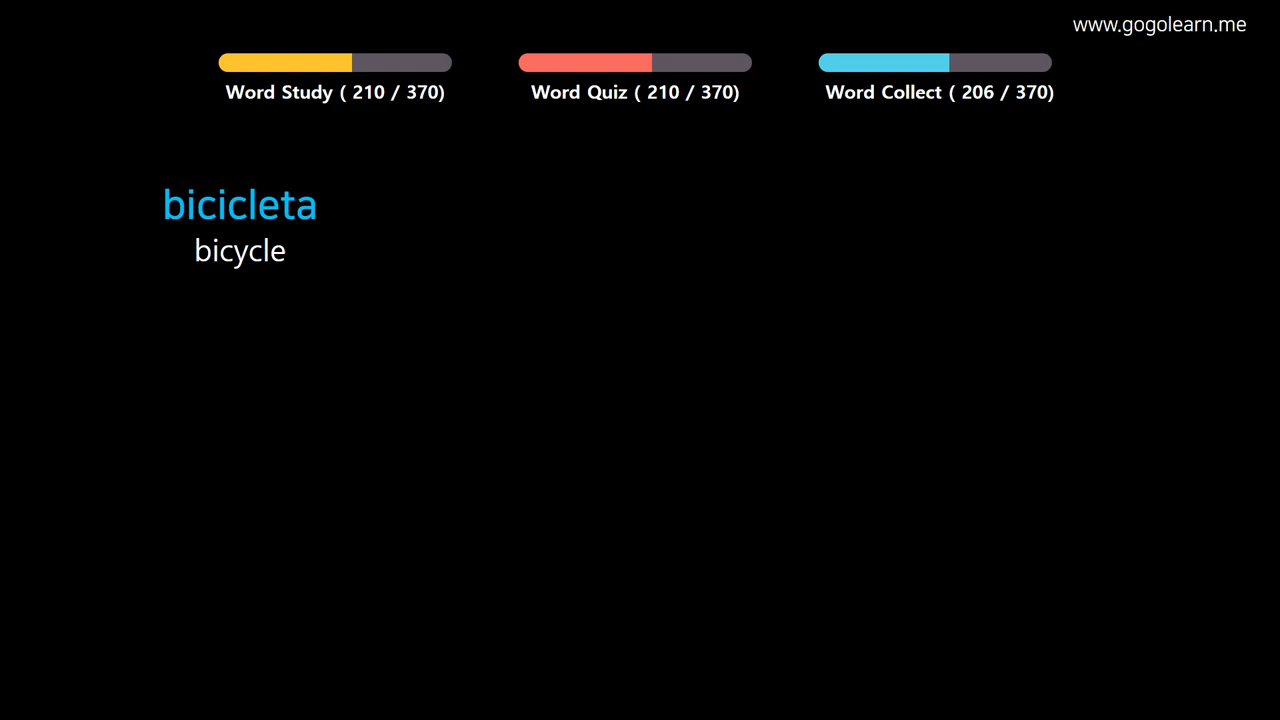 www.gogolearn.me
Word Study ( 210 / 370)
Word Quiz ( 210 / 370)
Word Collect ( 206 / 370)
bicicleta
bicycle